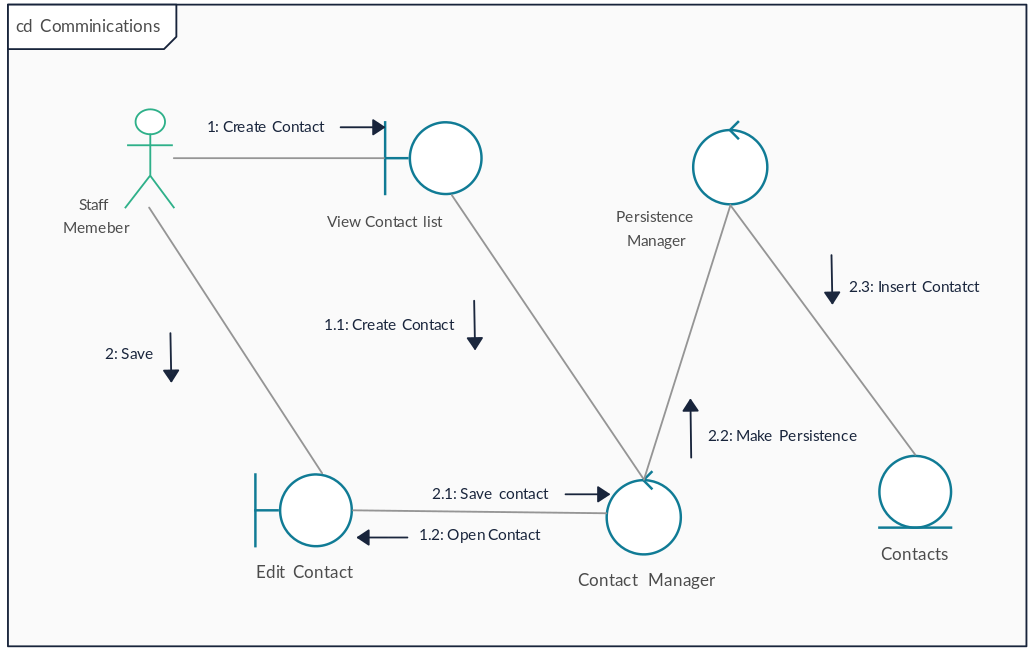 cd Comminications
1: Create Contact
Staff
Memeber
View Contact list
Persistence
Manager
2.3: Insert Contatct
1.1: Create Contact
2: Save
2.2: Make Persistence
2.1: Save contact
1.2: Open Contact
Edit Contact
Contact Manager
Contacts